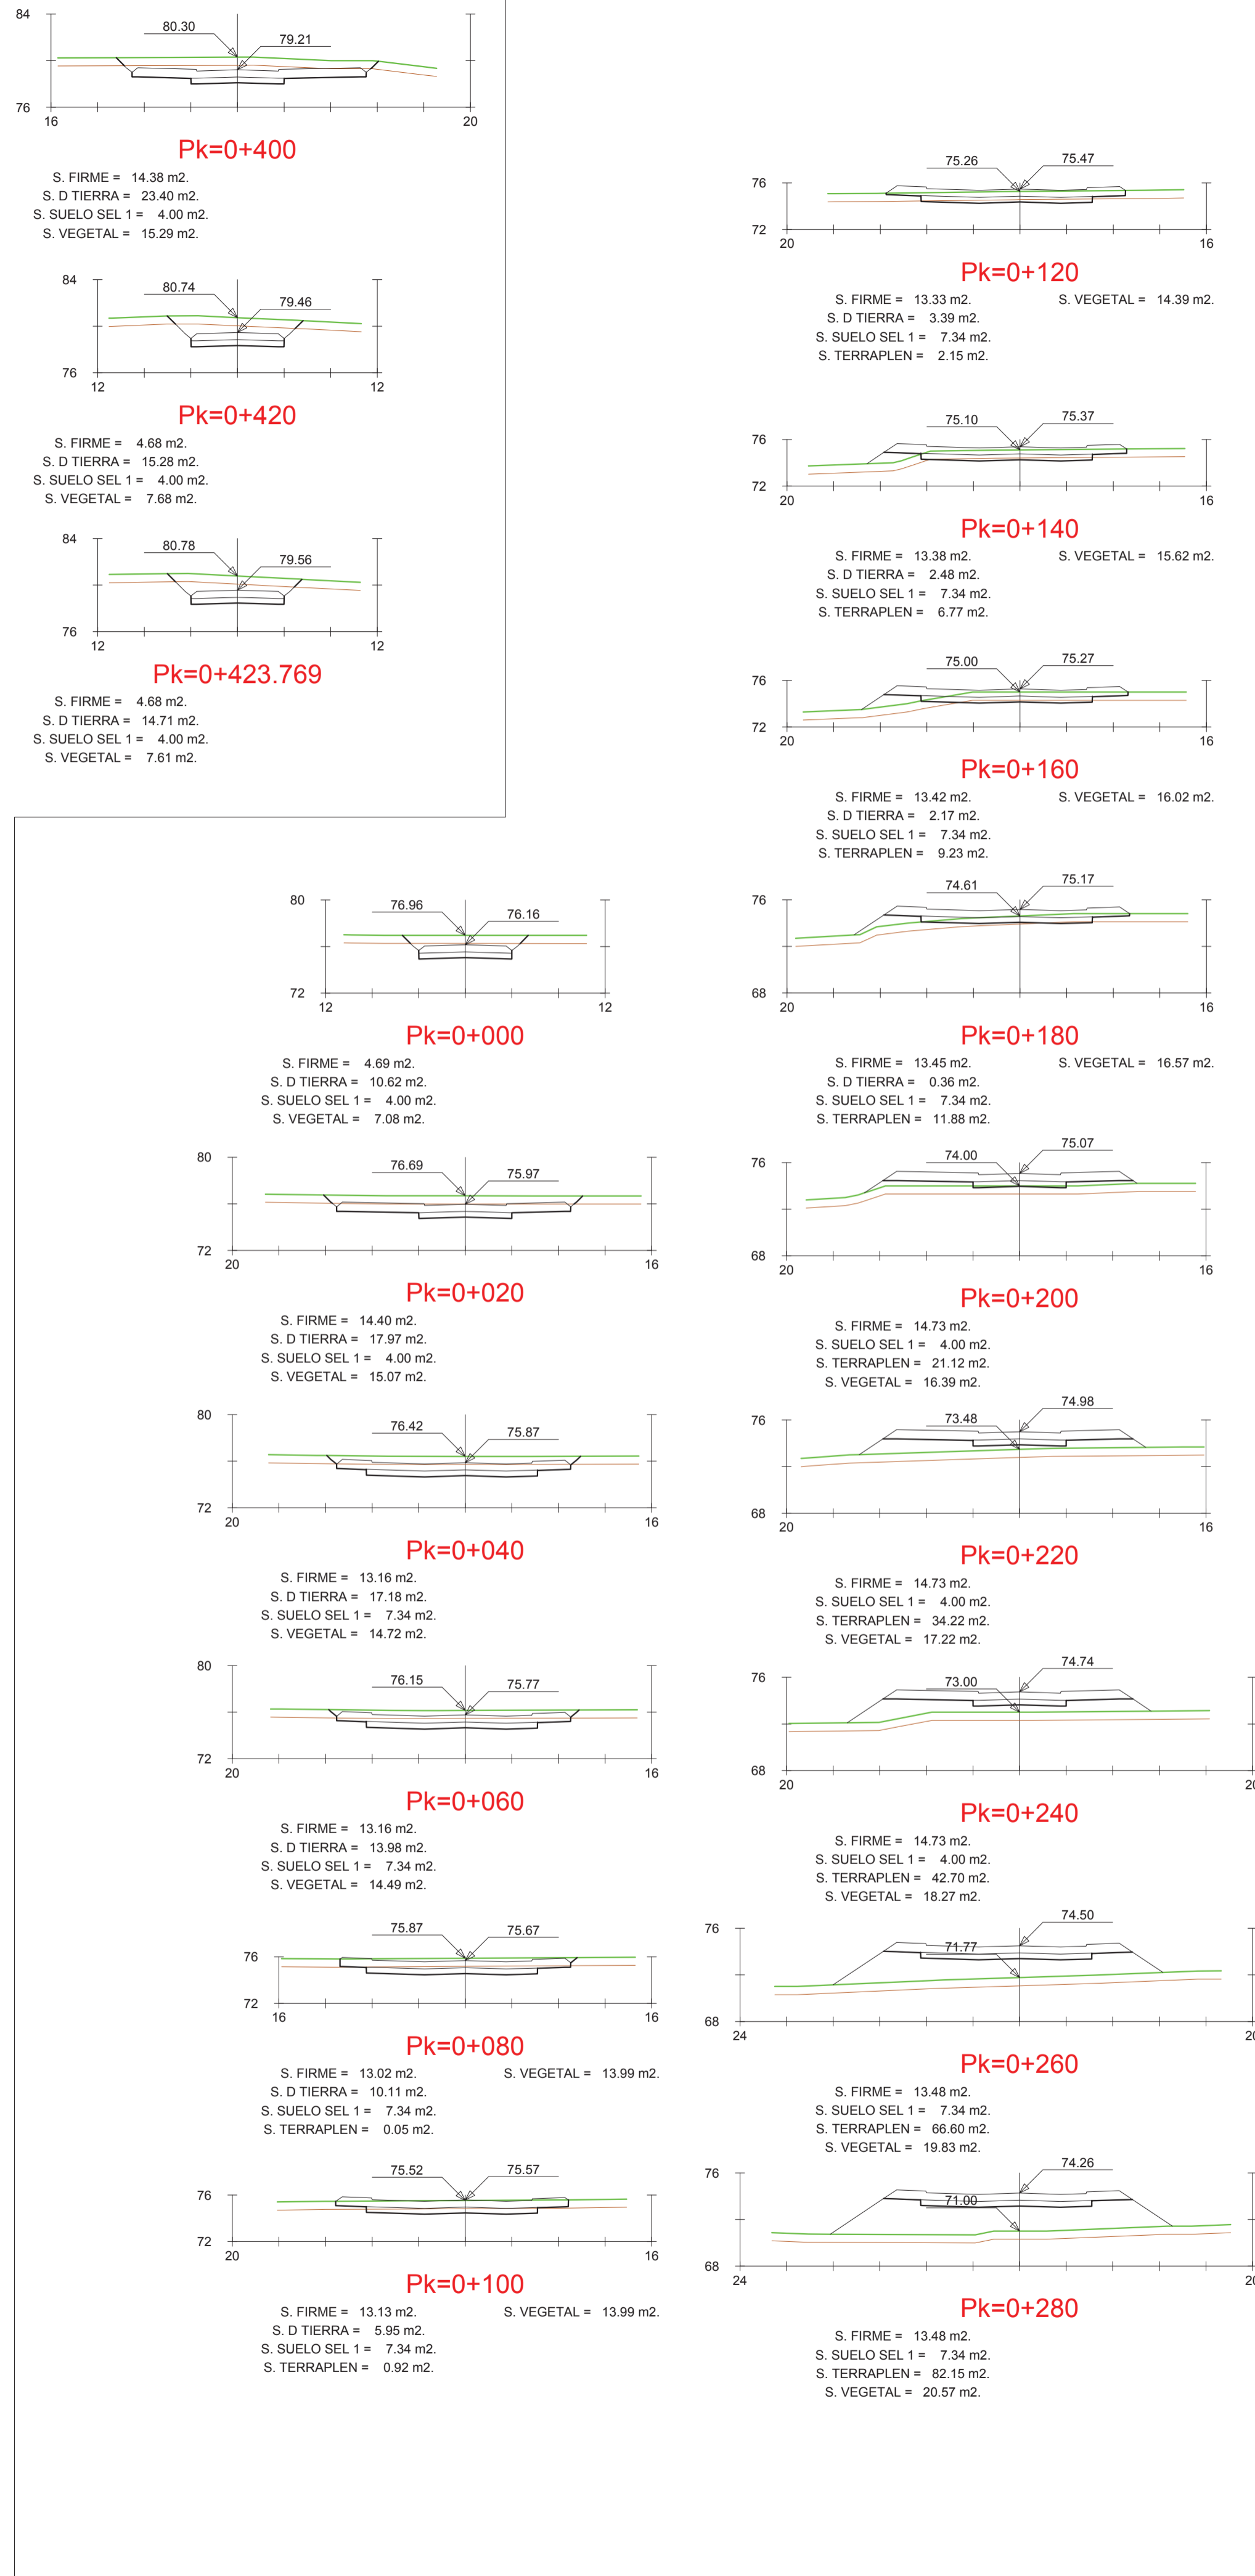 84
80.30
79.21
76
16 20
Pk=0+400
S. FIRME = 14.38 m2.
S. D TIERRA = 23.40 m2.
S. SUELO SEL 1 = 4.00 m2.
S. VEGETAL = 15.29 m2.
84
80.74
79.46
76
12 12
Pk=0+420
S. FIRME = 4.68 m2.
S. D TIERRA = 15.28 m2.
S. SUELO SEL 1 = 4.00 m2.
S. VEGETAL = 7.68 m2.
84
80.78
79.56
76
12 12
Pk=0+423.769
S. FIRME = 4.68 m2.
S. D TIERRA = 14.71 m2.
S. SUELO SEL 1 = 4.00 m2.
S. VEGETAL = 7.61 m2.
80
76.96
76.16
72
12 12
Pk=0+000
S. FIRME = 4.69 m2.
S. D TIERRA = 10.62 m2.
S. SUELO SEL 1 = 4.00 m2.
S. VEGETAL = 7.08 m2.
80
76.69
75.97
72
20 16
Pk=0+020
S. FIRME = 14.40 m2.
S. D TIERRA = 17.97 m2.
S. SUELO SEL 1 = 4.00 m2.
S. VEGETAL = 15.07 m2.
80
76.42
75.87
72
20 16
Pk=0+040
S. FIRME = 13.16 m2.
S. D TIERRA = 17.18 m2.
S. SUELO SEL 1 = 7.34 m2.
S. VEGETAL = 14.72 m2.
80
76.15
75.77
72
20 16
Pk=0+060
S. FIRME = 13.16 m2.
S. D TIERRA = 13.98 m2.
S. SUELO SEL 1 = 7.34 m2.
S. VEGETAL = 14.49 m2.
75.87 75.67
76
72
16 16
Pk=0+080
S. FIRME = 13.02 m2. S. VEGETAL = 13.99 m2.
S. D TIERRA = 10.11 m2.
S. SUELO SEL 1 = 7.34 m2.
S. TERRAPLEN = 0.05 m2.
75.52 75.57
76
72
20 16
Pk=0+100
S. FIRME = 13.13 m2. S. VEGETAL = 13.99 m2.
S. D TIERRA = 5.95 m2.
S. SUELO SEL 1 = 7.34 m2.
S. TERRAPLEN = 0.92 m2.
75.26 75.47
76
72
20 16
Pk=0+120
S. FIRME = 13.33 m2. S. VEGETAL = 14.39 m2.
S. D TIERRA = 3.39 m2.
S. SUELO SEL 1 = 7.34 m2.
S. TERRAPLEN = 2.15 m2.
75.10 75.37
76
72
20 16
Pk=0+140
S. FIRME = 13.38 m2. S. VEGETAL = 15.62 m2.
S. D TIERRA = 2.48 m2.
S. SUELO SEL 1 = 7.34 m2.
S. TERRAPLEN = 6.77 m2.
75.00 75.27
76
72
20 16
Pk=0+160
S. FIRME = 13.42 m2. S. VEGETAL = 16.02 m2.
S. D TIERRA = 2.17 m2.
S. SUELO SEL 1 = 7.34 m2.
S. TERRAPLEN = 9.23 m2.
74.61 75.17
76
68
20 16
Pk=0+180
S. FIRME = 13.45 m2. S. VEGETAL = 16.57 m2.
S. D TIERRA = 0.36 m2.
S. SUELO SEL 1 = 7.34 m2.
S. TERRAPLEN = 11.88 m2.
75.07
74.00
76
68
20 16
Pk=0+200
S. FIRME = 14.73 m2.
S. SUELO SEL 1 = 4.00 m2.
S. TERRAPLEN = 21.12 m2.
S. VEGETAL = 16.39 m2.
74.98
73.48
76
68
20 16
Pk=0+220
S. FIRME = 14.73 m2.
S. SUELO SEL 1 = 4.00 m2.
S. TERRAPLEN = 34.22 m2.
S. VEGETAL = 17.22 m2.
74.74
76
73.00
68
20 20
Pk=0+240
S. FIRME = 14.73 m2.
S. SUELO SEL 1 = 4.00 m2.
S. TERRAPLEN = 42.70 m2.
S. VEGETAL = 18.27 m2.
74.50
76
71.77
68
24 20
Pk=0+260
S. FIRME = 13.48 m2.
S. SUELO SEL 1 = 7.34 m2.
S. TERRAPLEN = 66.60 m2.
S. VEGETAL = 19.83 m2.
74.26
76
71.00
68
24 20
Pk=0+280
S. FIRME = 13.48 m2.
S. SUELO SEL 1 = 7.34 m2.
S. TERRAPLEN = 82.15 m2.
S. VEGETAL = 20.57 m2.